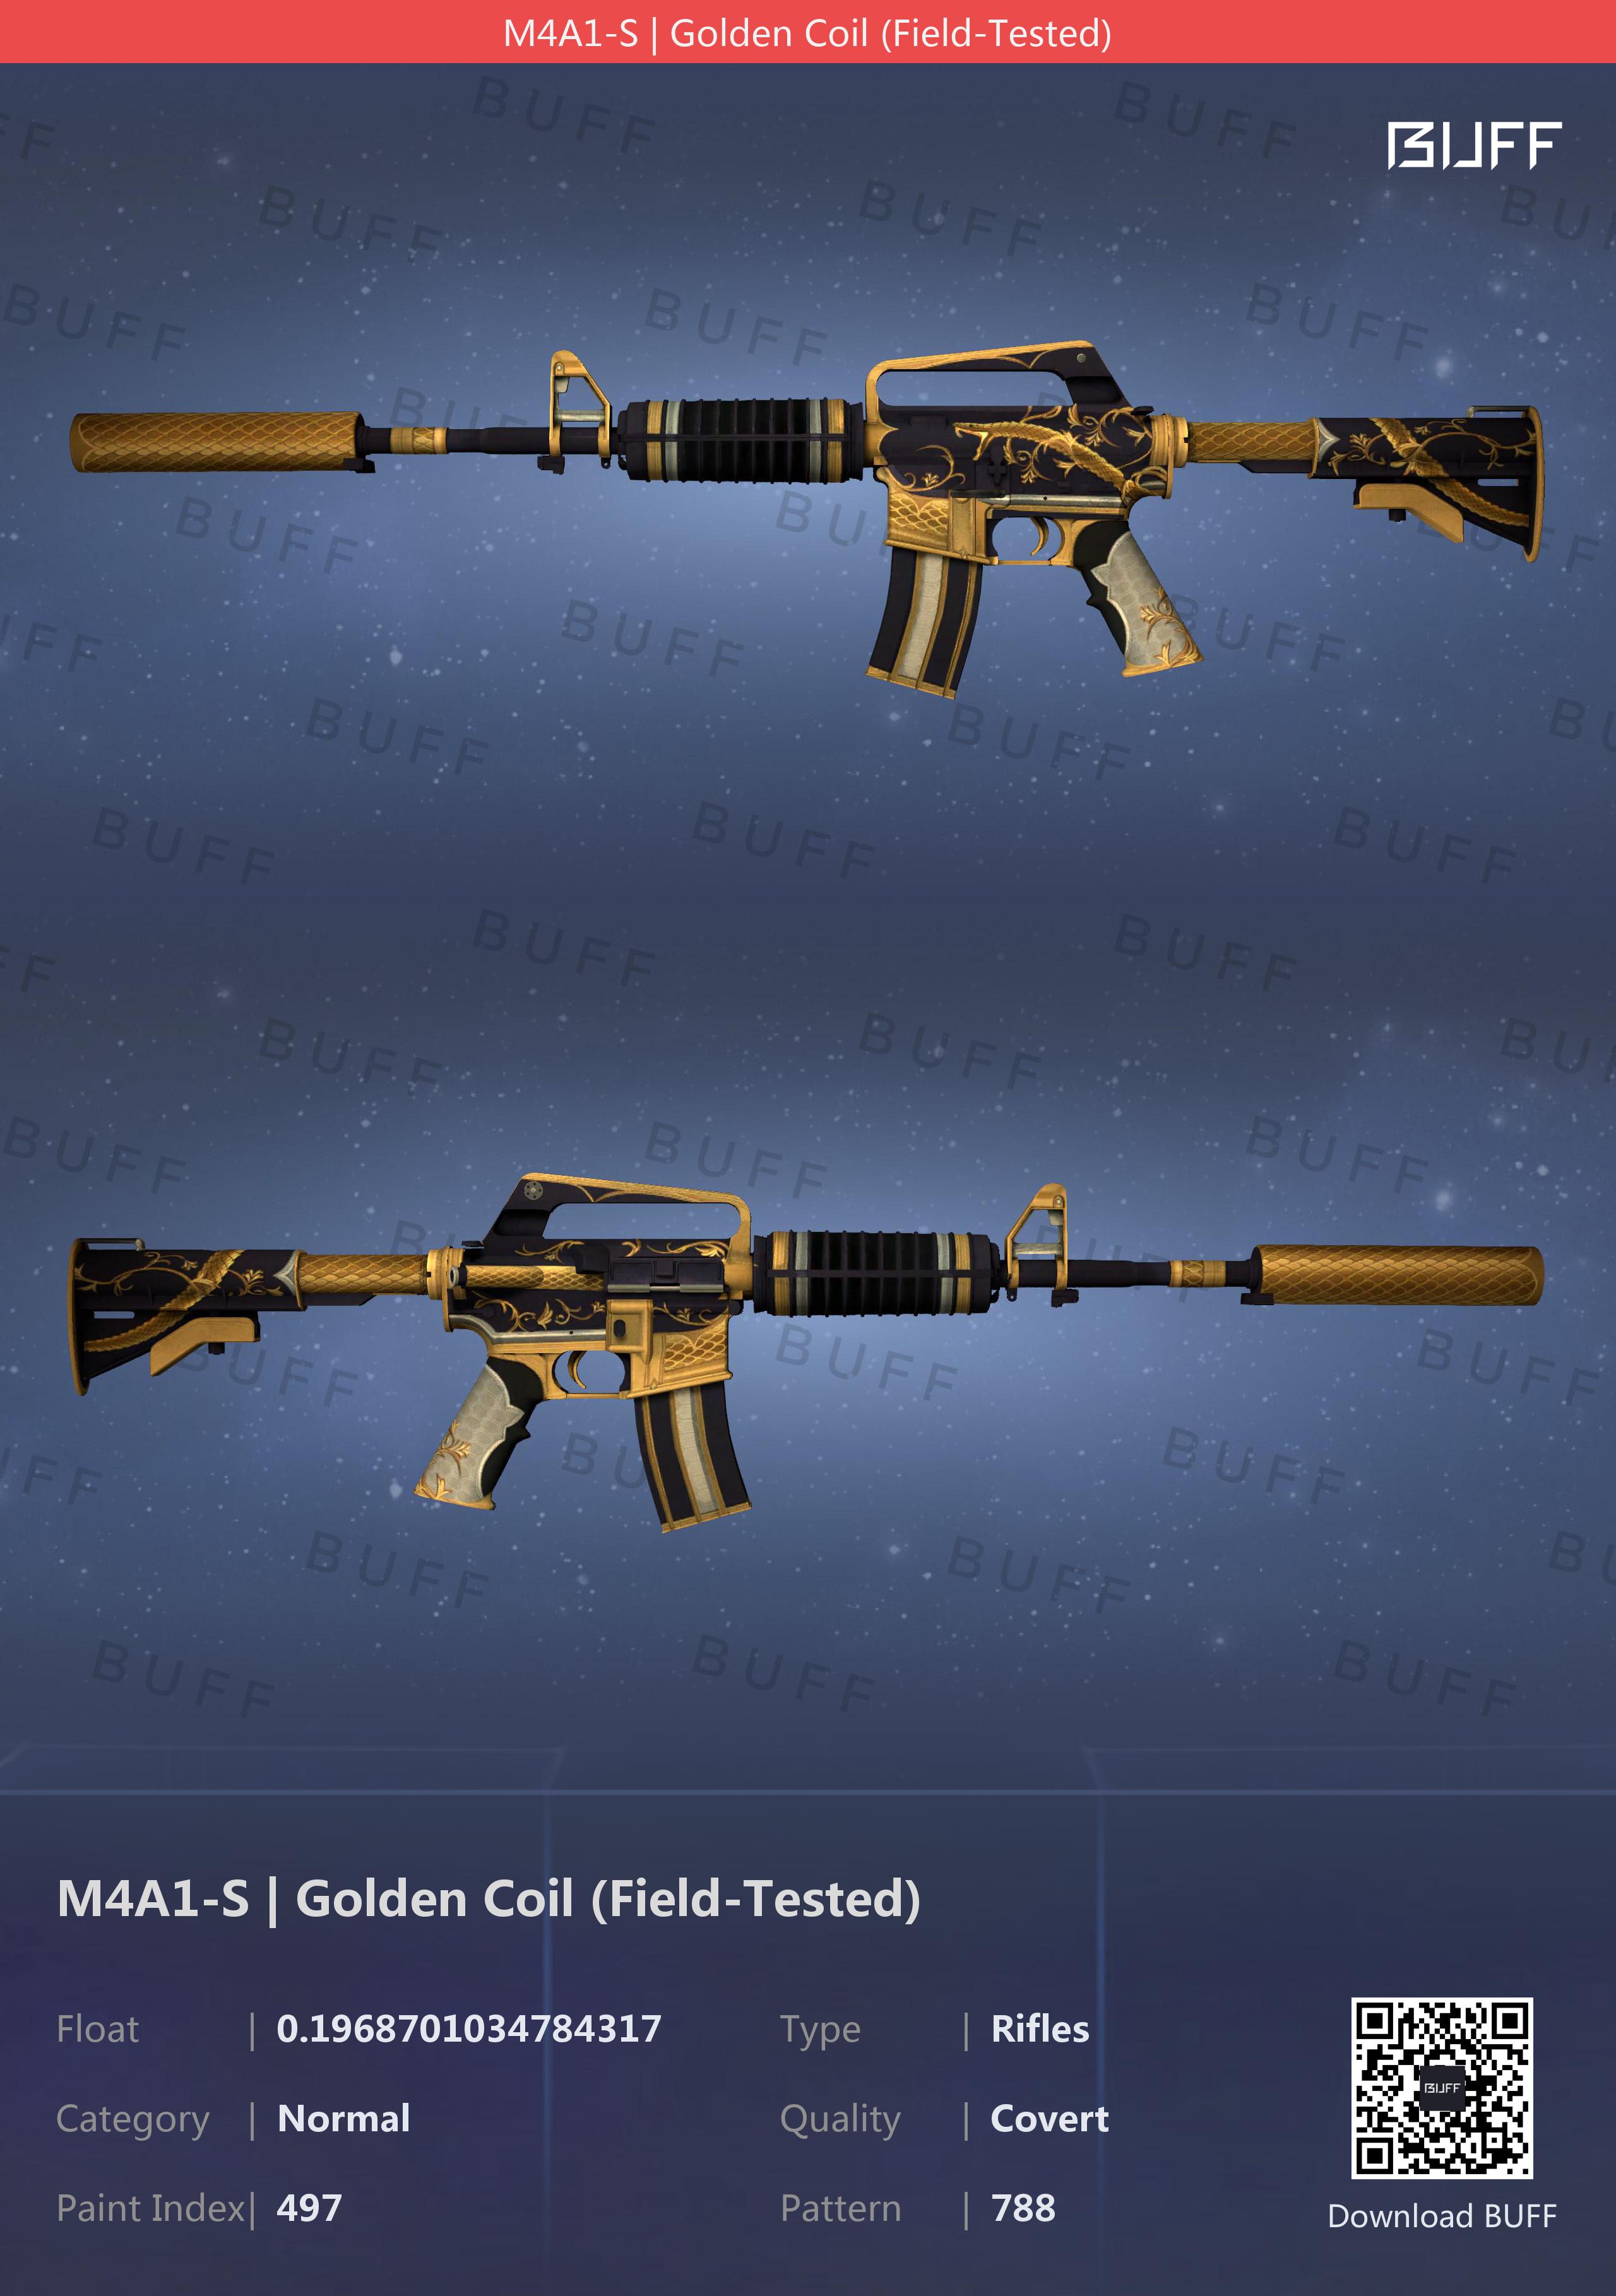 M4A1-S | Golden Coil (Field-Tested)
BUFF
M4A1-S | Golden Coil (Field-Tested)
Float | 0.1968701034784317 Type | Rifles
Category | Normal Quality | Covert
Paint Index | 497 Pattern | 788
BUFF
Download BUFF